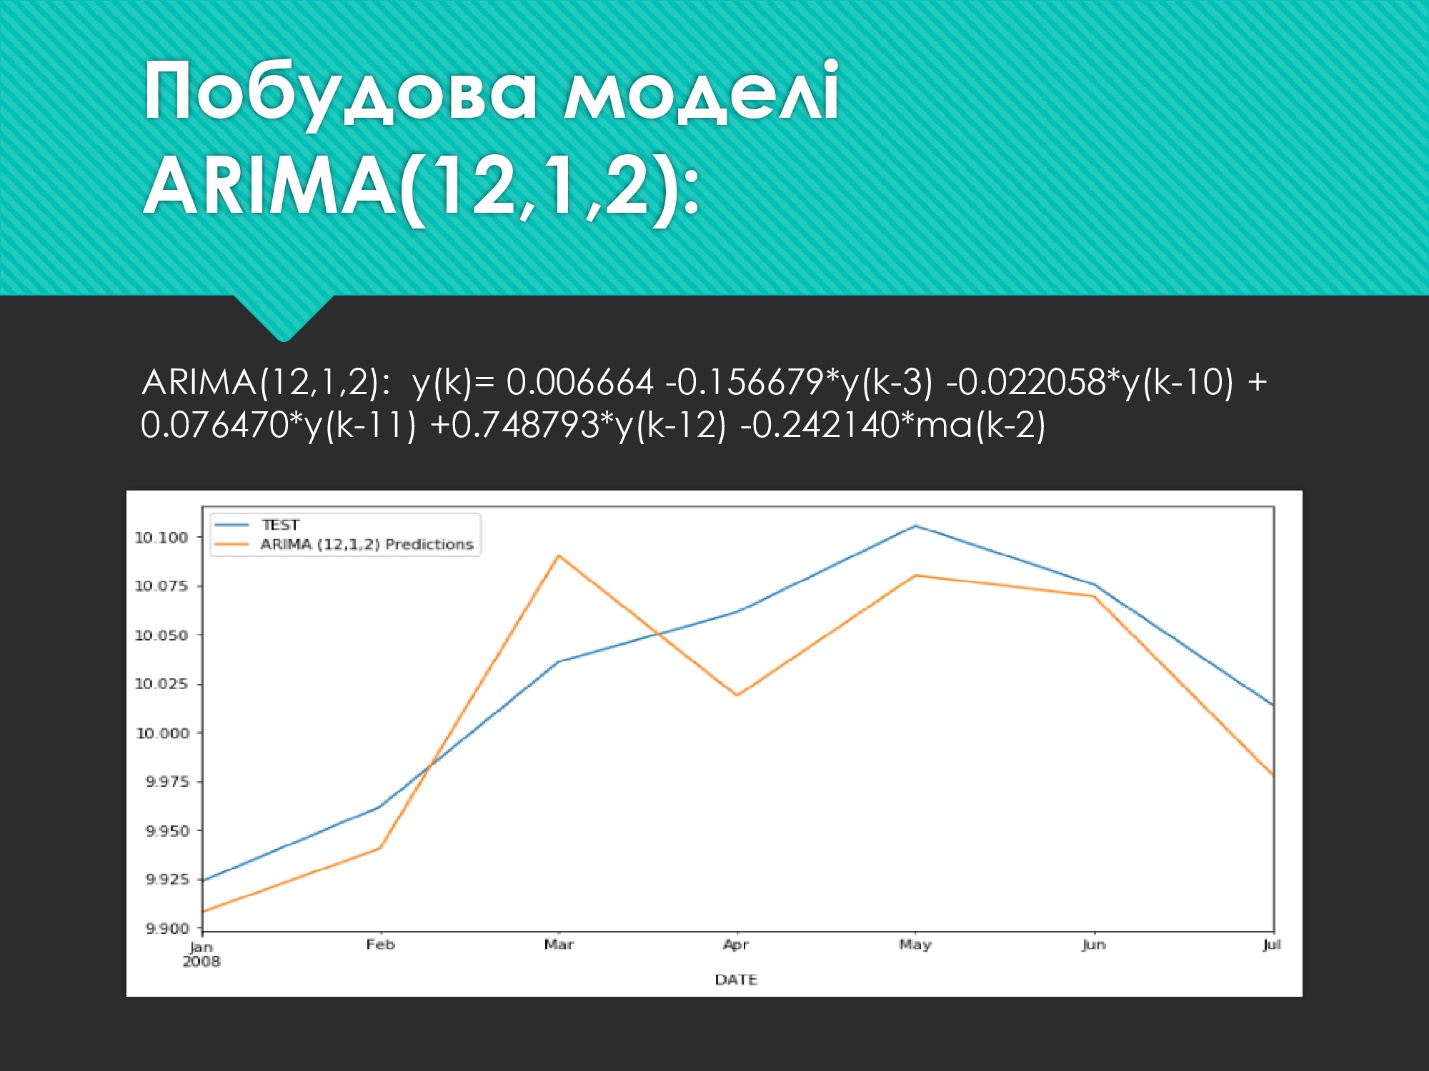 Побудова моделі
ARIMA(12,1,2):
ARIMA(12,1,2):  y(k)= 0.006664 -0.156679*y(k-3) -0.022058*y(k-10) +
0.076470*y(k-11) +0.748793*y(k-12) -0.242140*ma(k-2)
TEST
ARIMA (12,1,2) Predictions
10.100
10.075
10.050
10.025
10.000
9.975
9.950
9.925
9.900
Jan Feb Mar Apr May Jun Jul
2008
DATE